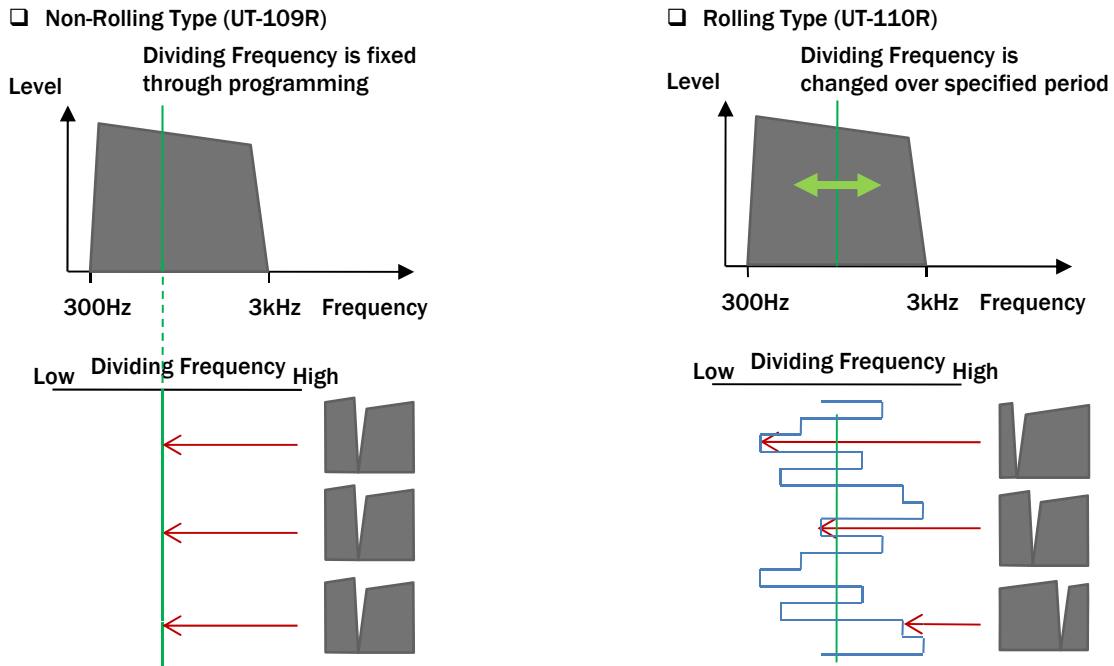 Non-Rolling Type (UT-109R)
Dividing Frequency is fixed
through programming
Level
300Hz
3kHz
Frequency
Low
Dividing Frequency
High
Rolling Type (UT-110R)
Dividing Frequency is
changed over specified period
Level
300Hz
3kHz
Frequency
Low
Dividing Frequency
High